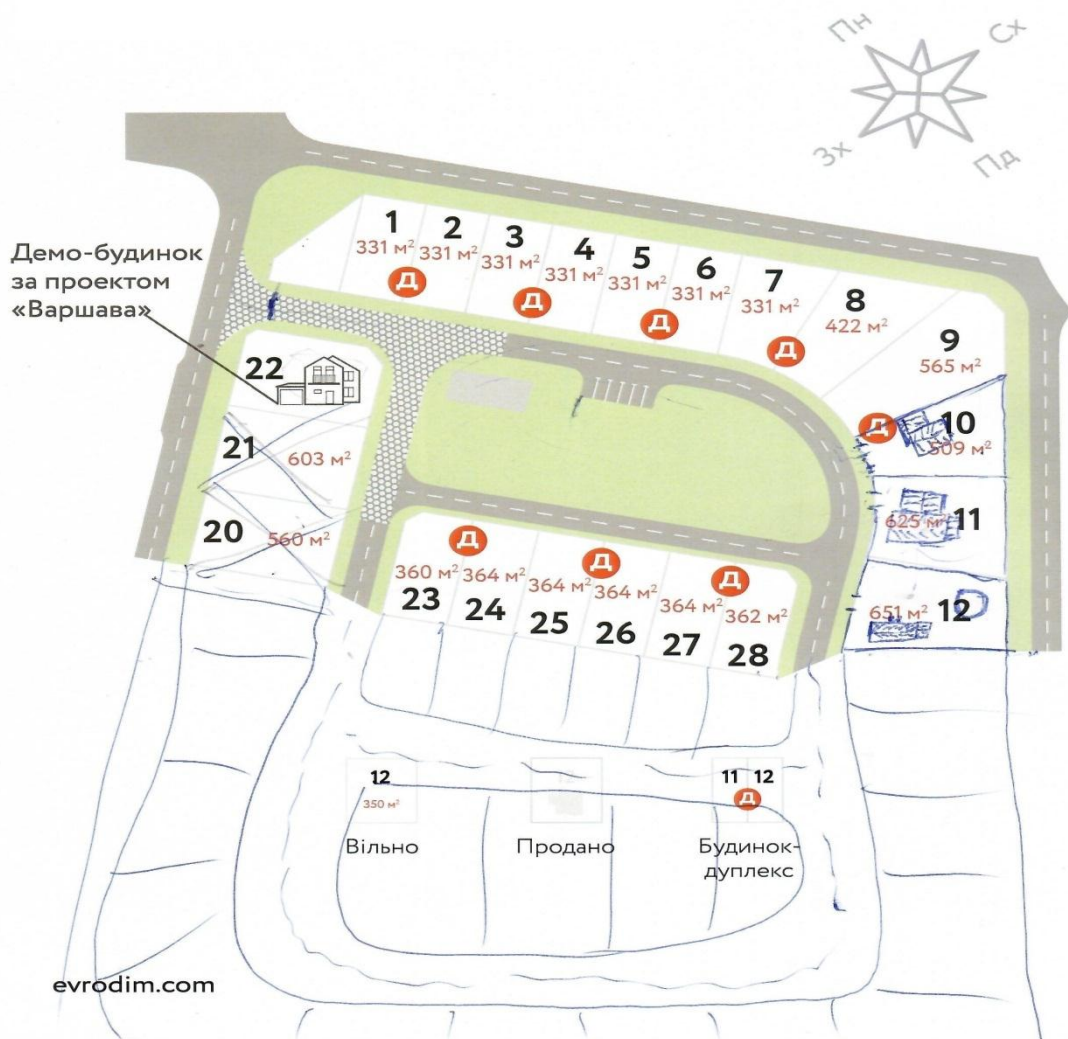 Пн
Сх
Зх
Пд
Демо-будинок
за проектом
«Варшава»
1
331 м²
2
331 м²
Д
3
331 м²
4
331 м²
Д
5
331 м²
6
331 м²
Д
7
331 м²
8
422 м²
Д
9
565 м²
Д
10
509 м²
625 м²
11
651 м²
12
22
21
603 м²
20
560 м²
Д
360 м²
364 м²
23
24
Д
364 м²
364 м²
25
26
Д
364 м²
362 м²
27
28
12
350 м²
Вільно
Продано
11 12
Д
Будинок-
дуплекс
evrodim.com